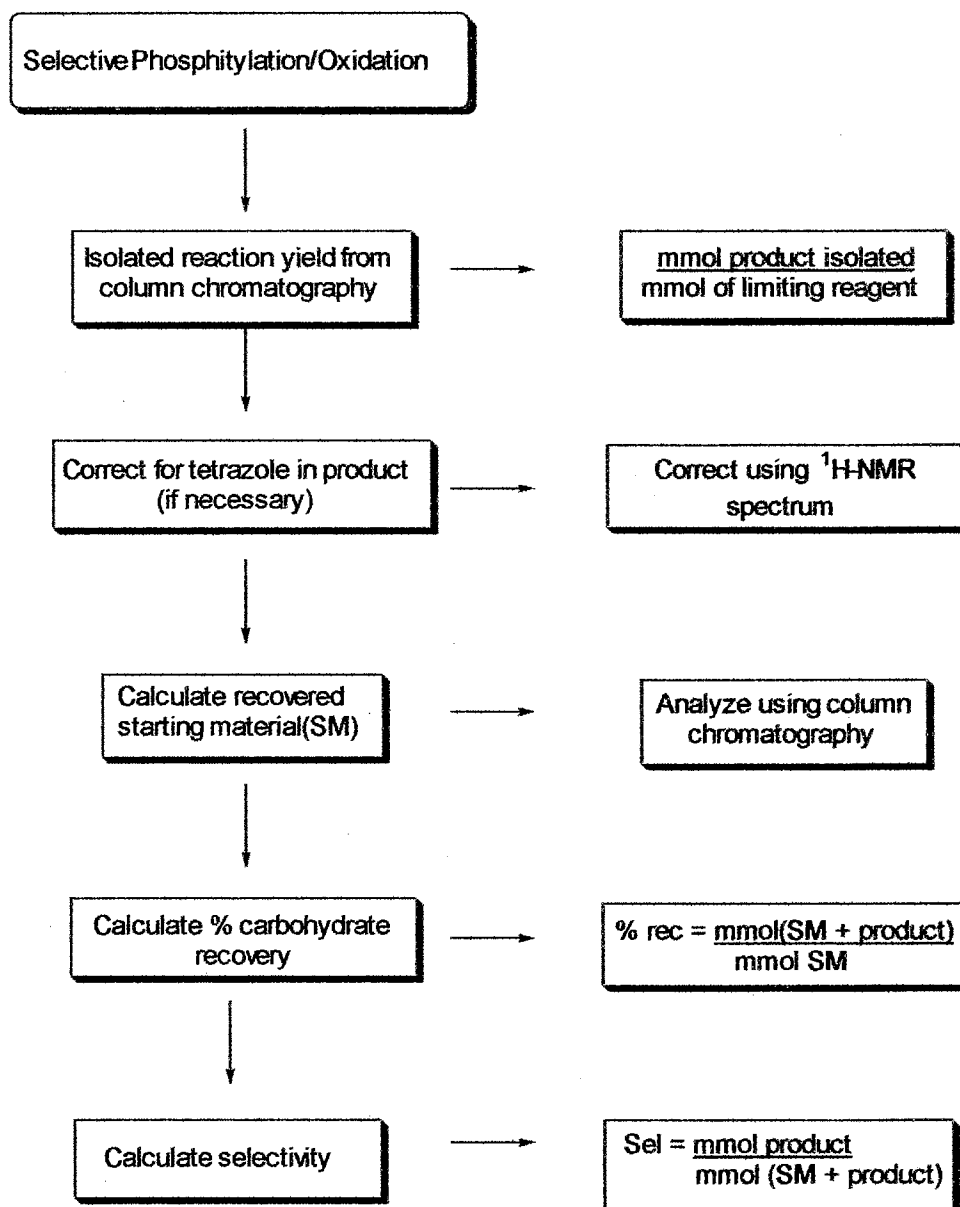 Selective Phosphitylation/Oxidation
Isolated reaction yield from
column chromatography
mmol product isolated
mmol of limiting reagent
Correct for tetrazole in product
(if necessary)
Correct using ¹H-NMR
spectrum
Calculate recovered
starting material(SM)
Analyze using column
chromatography
Calculate % carbohydrate
recovery
% rec = mmol(SM + product)
mmol SM
Calculate selectivity
Sel = mmol product
mmol (SM + product)